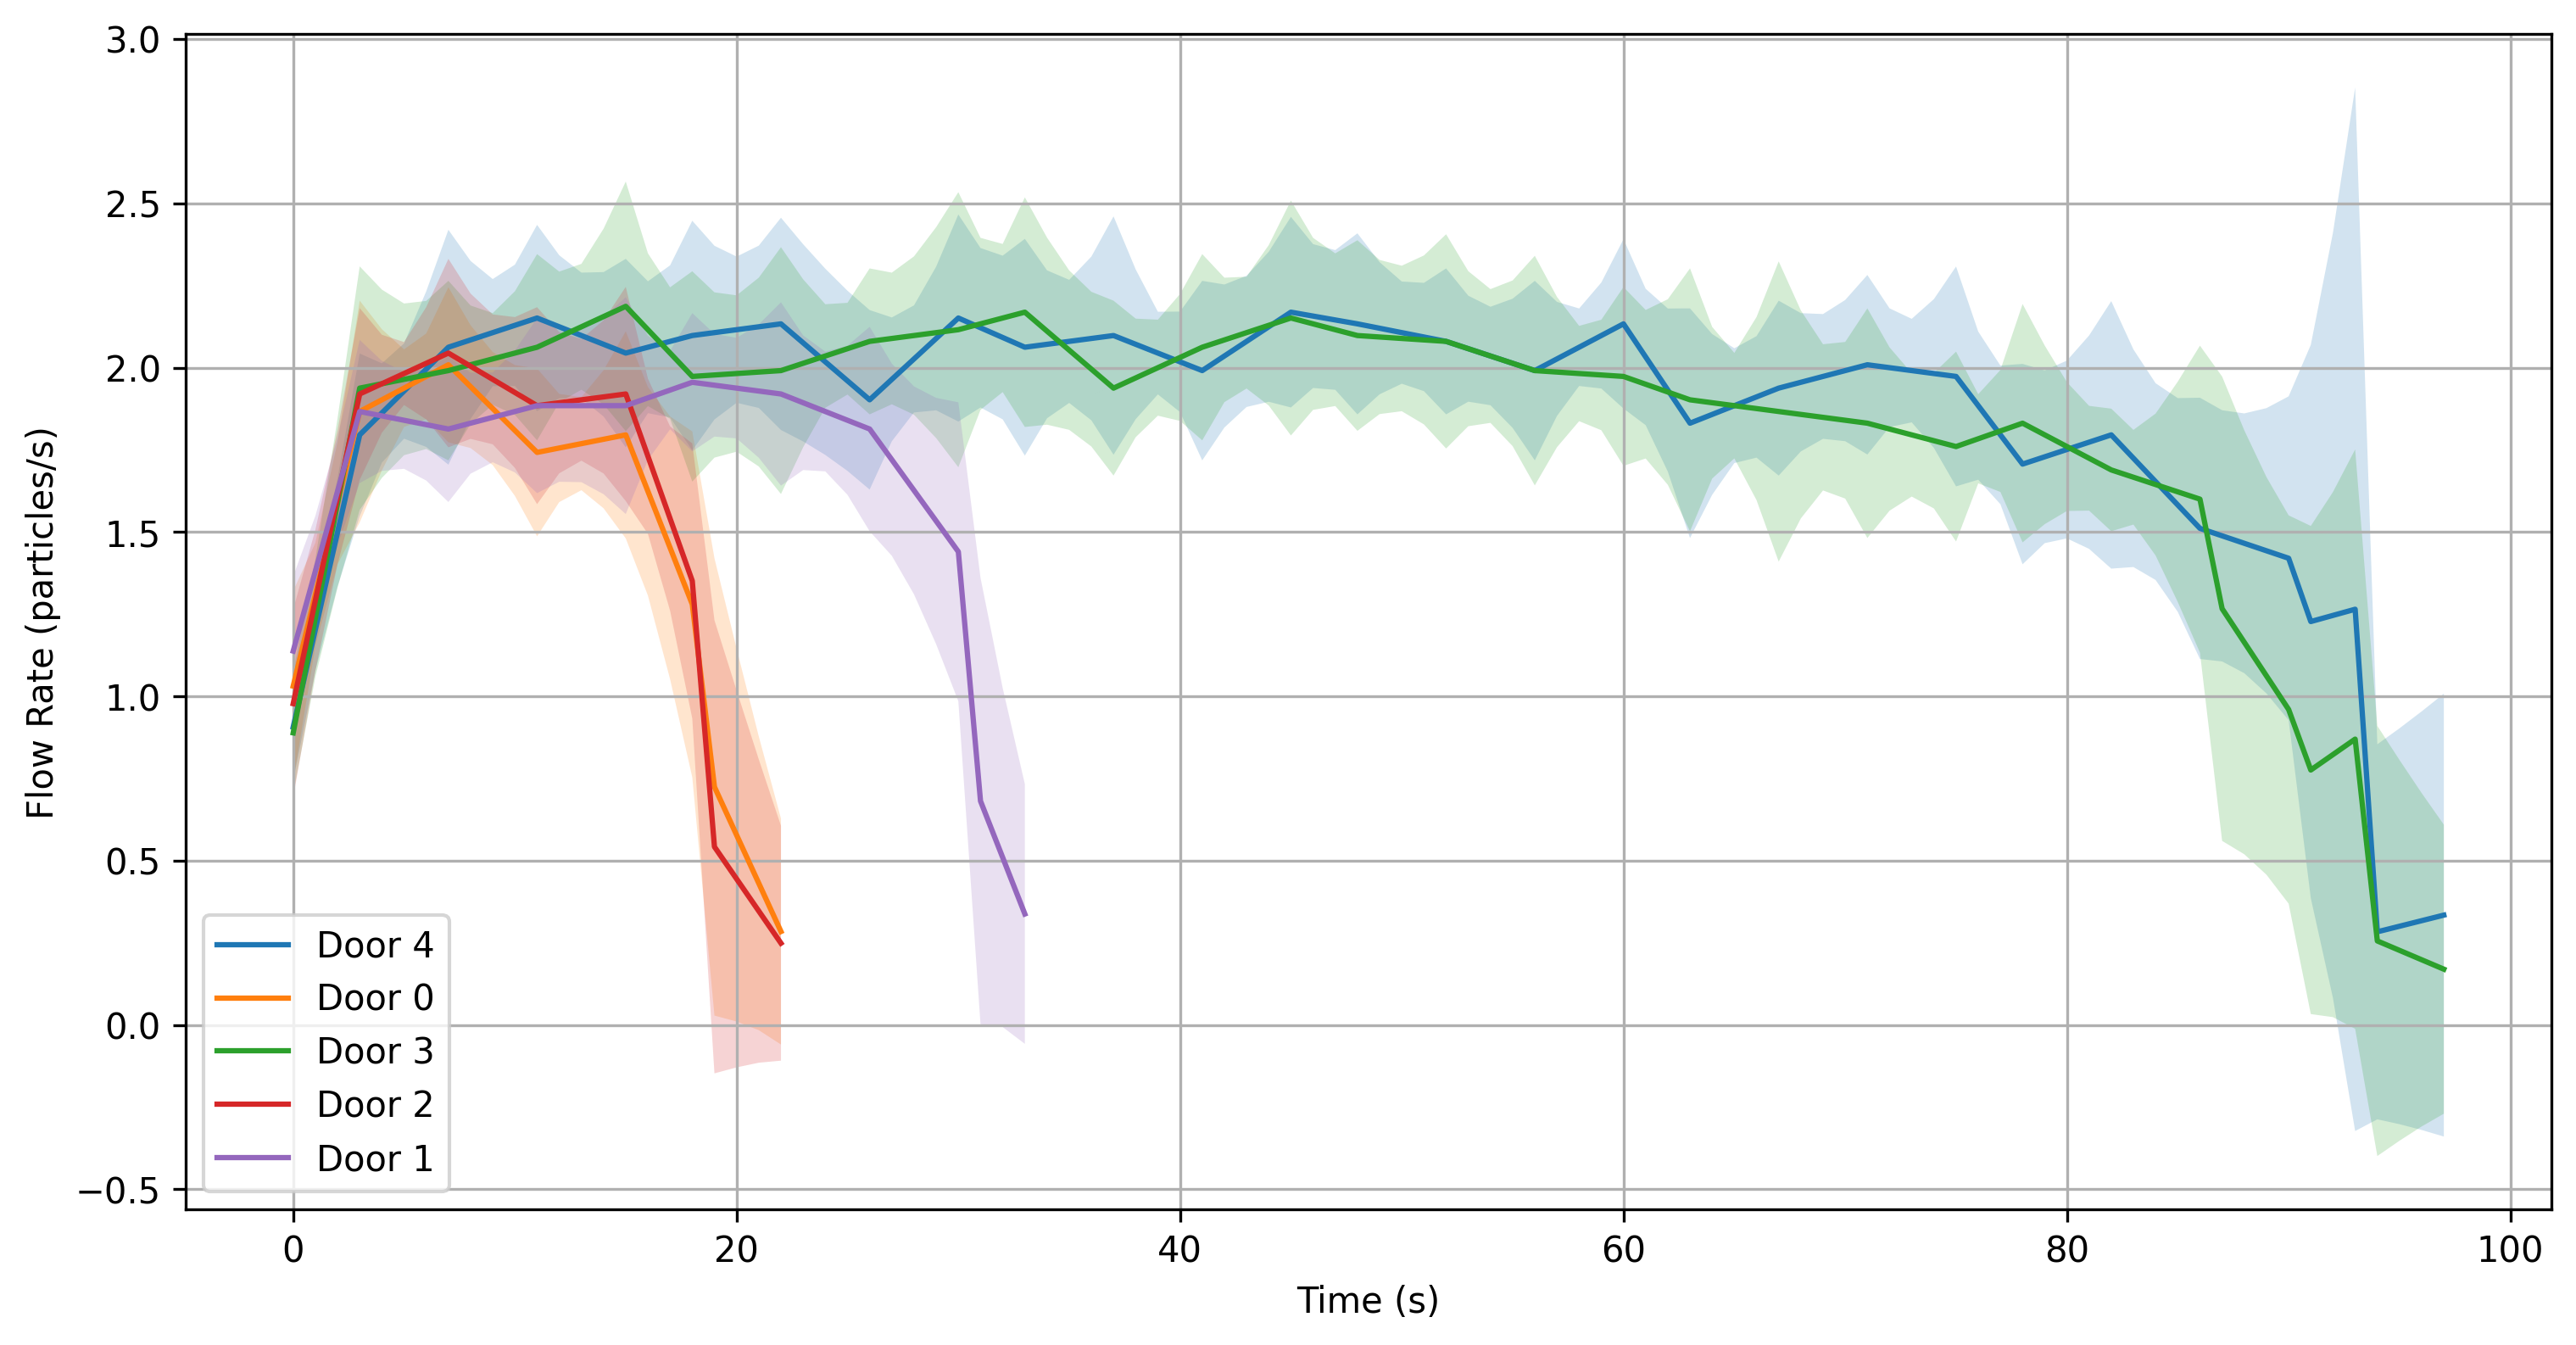 3.0
2.5
2.0
1.5
1.0
0.5
0.0
−0.5
Flow Rate (particles/s)
Door 4
Door 0
Door 3
Door 2
Door 1
0 20 40 60 80 100
Time (s)